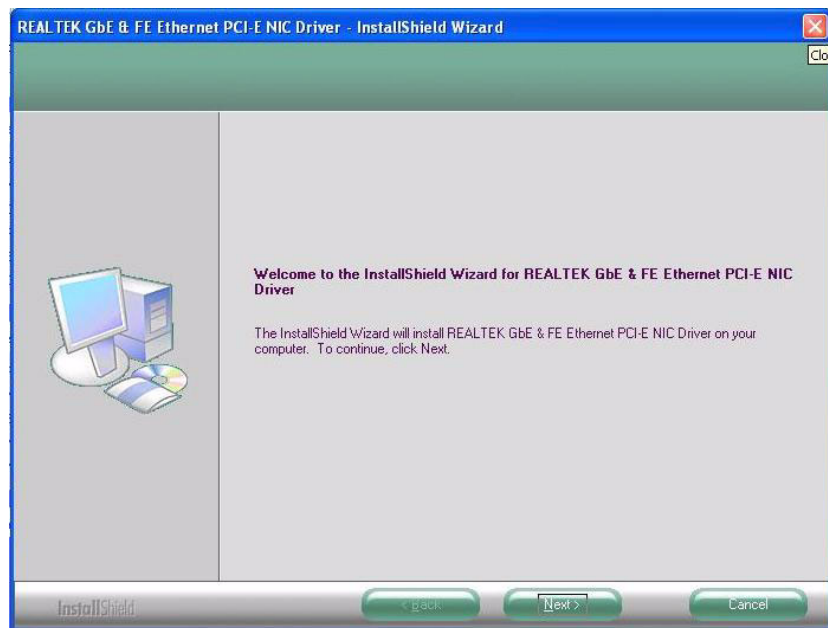 REALTEK GbE & FE Ethernet PCI-E NIC Driver - InstallShield Wizard
Clo
Welcome to the InstallShield Wizard for REALTEK GbE & FE Ethernet PCI-E NIC
Driver
The InstallShield Wizard will install REALTEK GbE & FE Ethernet PCI-E NIC Driver on your
computer. To continue, click Next.
InstallShield
< Back
Next >
Cancel